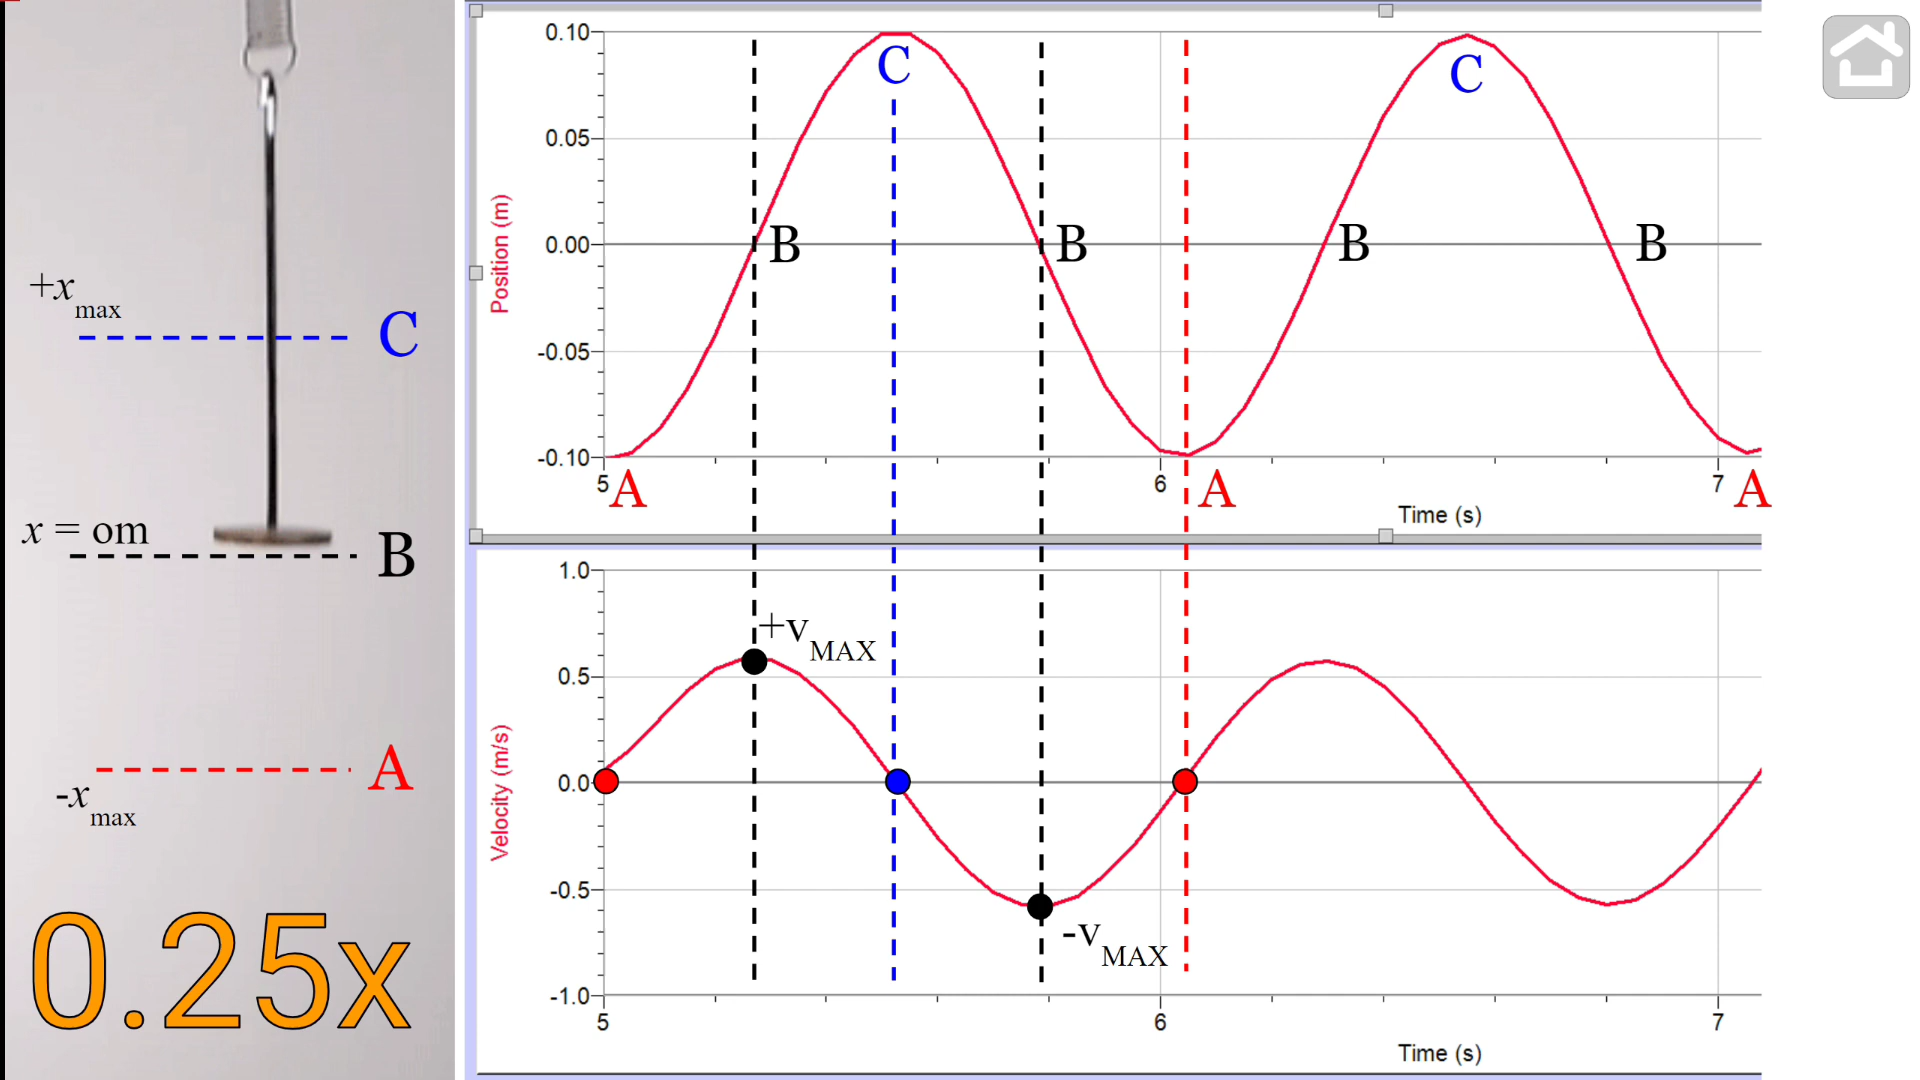 +x max
C
x = 0m
B
A
-x max
0.25x
0.10
0.05
0.00
-0.05
-0.10
Position (m)
C
C
B
B
B
B
5
6
7
A
A
A
Time (s)
1.0
0.5
0.0
-0.5
-1.0
Velocity (m/s)
+v MAX
-v MAX
5
6
7
Time (s)